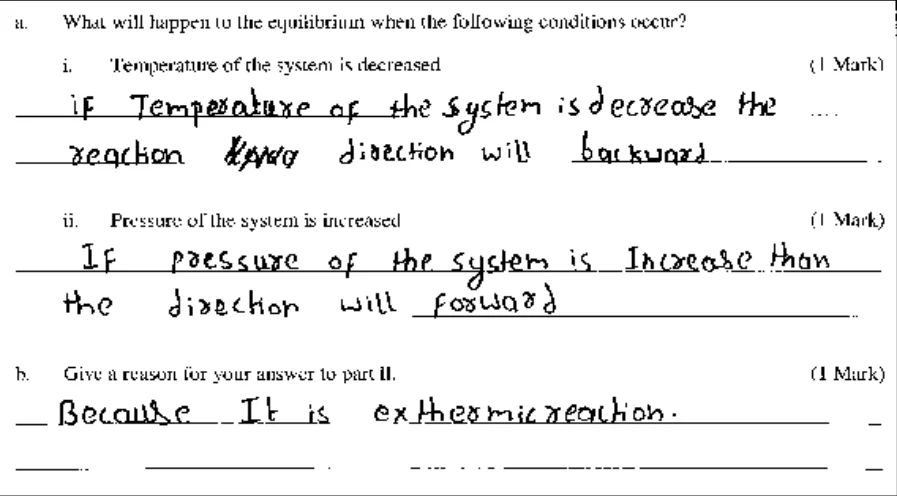 a. What will happen to the equilibrium when the following conditions occur?
i. Temperature of the system is decreased (1 Mark)
if Temperature of the system is decrease the
reaction direction will backward
ii. Pressure of the system is increased (1 Mark)
If pressure of the system is Increase than
the direction will forward
b. Give a reason for your answer to part ii. (1 Mark)
Because It is exthermic reaction.